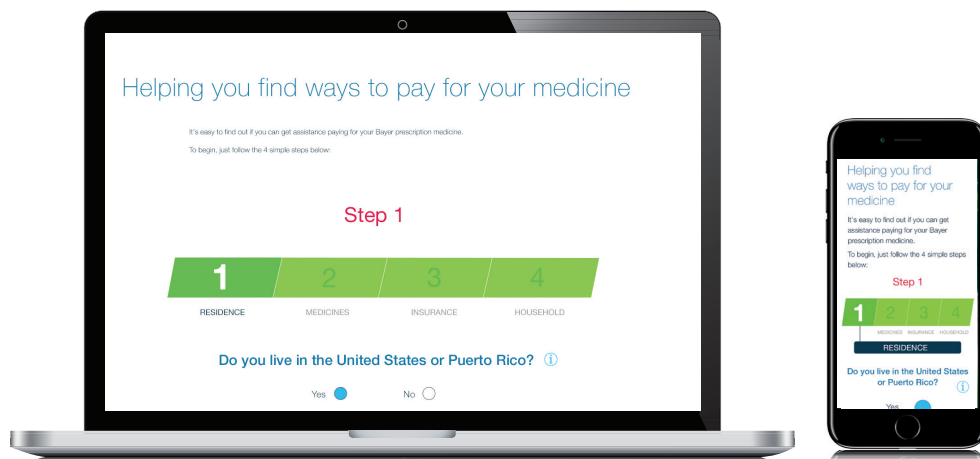 Helping you find ways to pay for your medicine
It's easy to find out if you can get assistance paying for your Bayer prescription medicine.
To begin, just follow the 4 simple steps below:
Step 1
1 2 3 4
RESIDENCE MEDICINES INSURANCE HOUSEHOLD
Do you live in the United States or Puerto Rico? i
Yes No
Helping you find
ways to pay for your
medicine
It's easy to find out if you can get
assistance paying for your Bayer
prescription medicine.
To begin, just follow the 4 simple steps
below:
Step 1
1 2 3 4
MEDICINES INSURANCE HOUSEHOLD
RESIDENCE
Do you live in the United States
or Puerto Rico? i
Yes